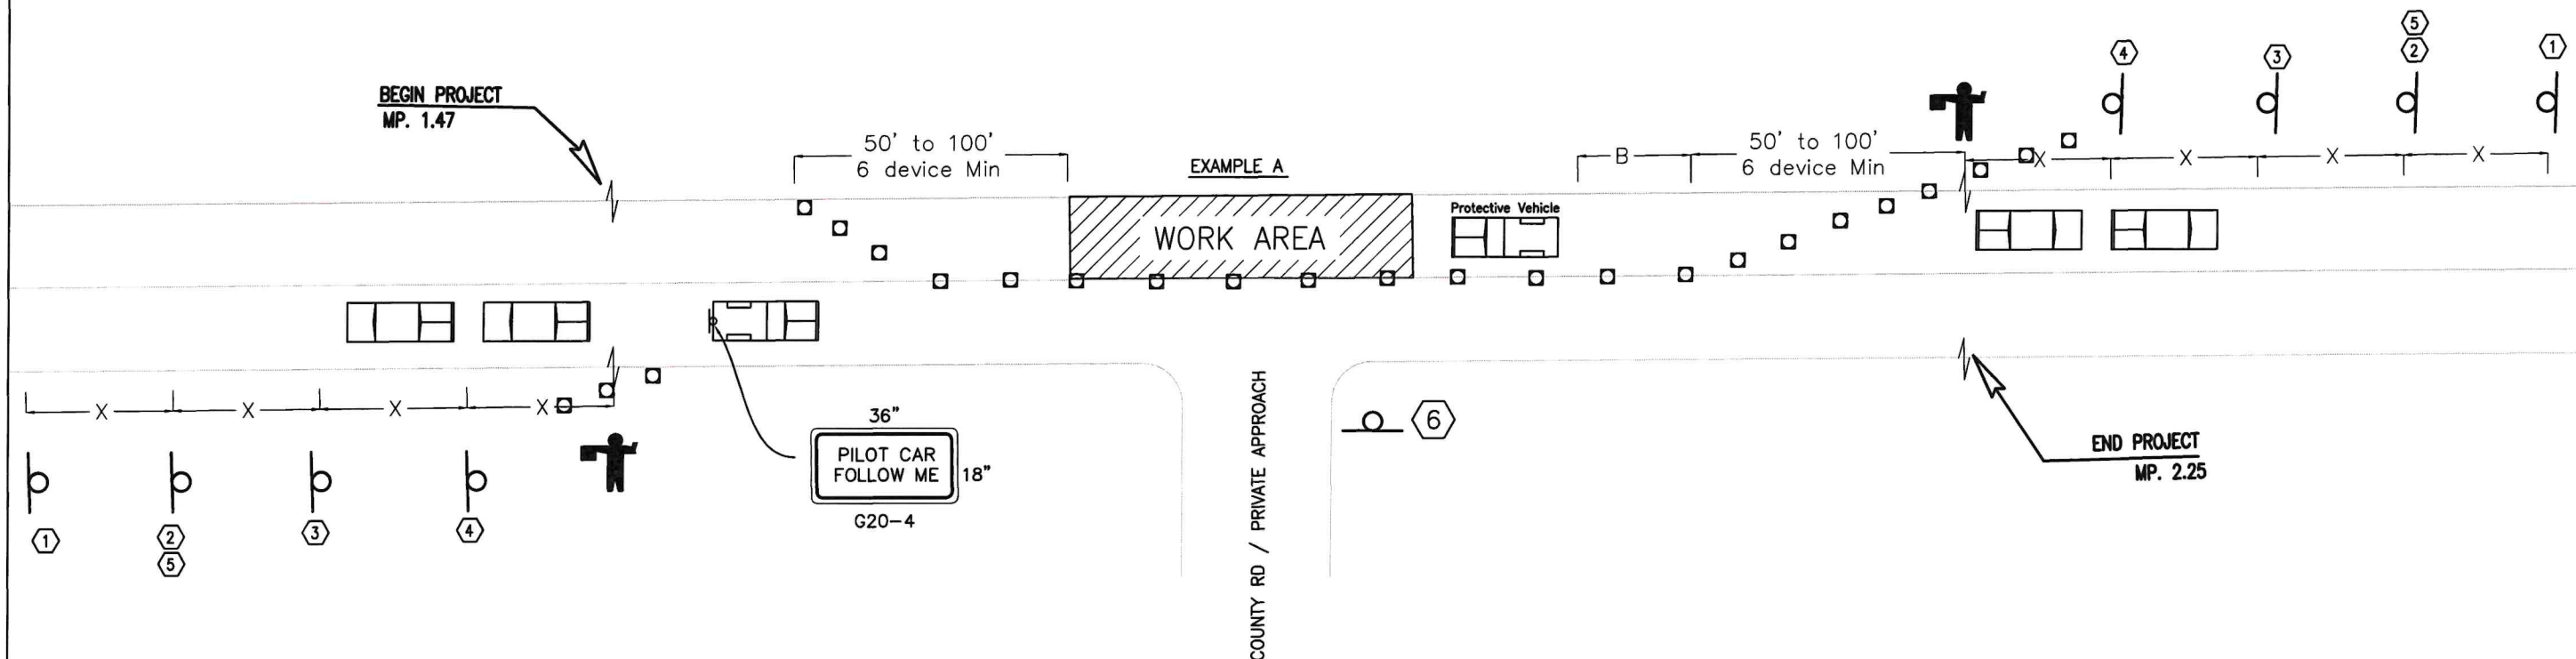 5
2
1
4
3
BEGIN PROJECT
MP. 1.47
50' to 100'
6 device Min
EXAMPLE A
B
50' to 100'
6 device Min
X
X
X
X
Protective Vehicle
WORK AREA
X
X
X
X
36"
PILOT CAR
FOLLOW ME
18"
G20-4
COUNTY RD / PRIVATE APPROACH
6
END PROJECT
MP. 2.25
1
2
5
3
4